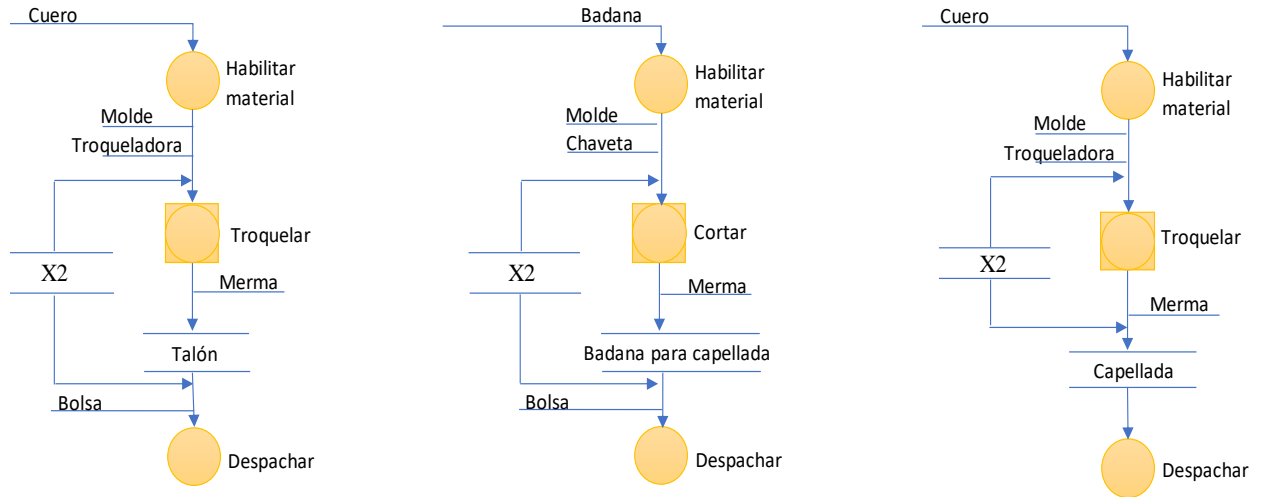 Cuero
Habilitar
material
Molde
Troqueladora
Troquelar
X2
Merma
Talón
Bolsa
Despachar
Badana
Habilitar
material
Molde
Chaveta
Cortar
X2
Merma
Badana para capellada
Bolsa
Despachar
Cuero
Habilitar
material
Molde
Troqueladora
Troquelar
X2
Merma
Capellada
Despachar